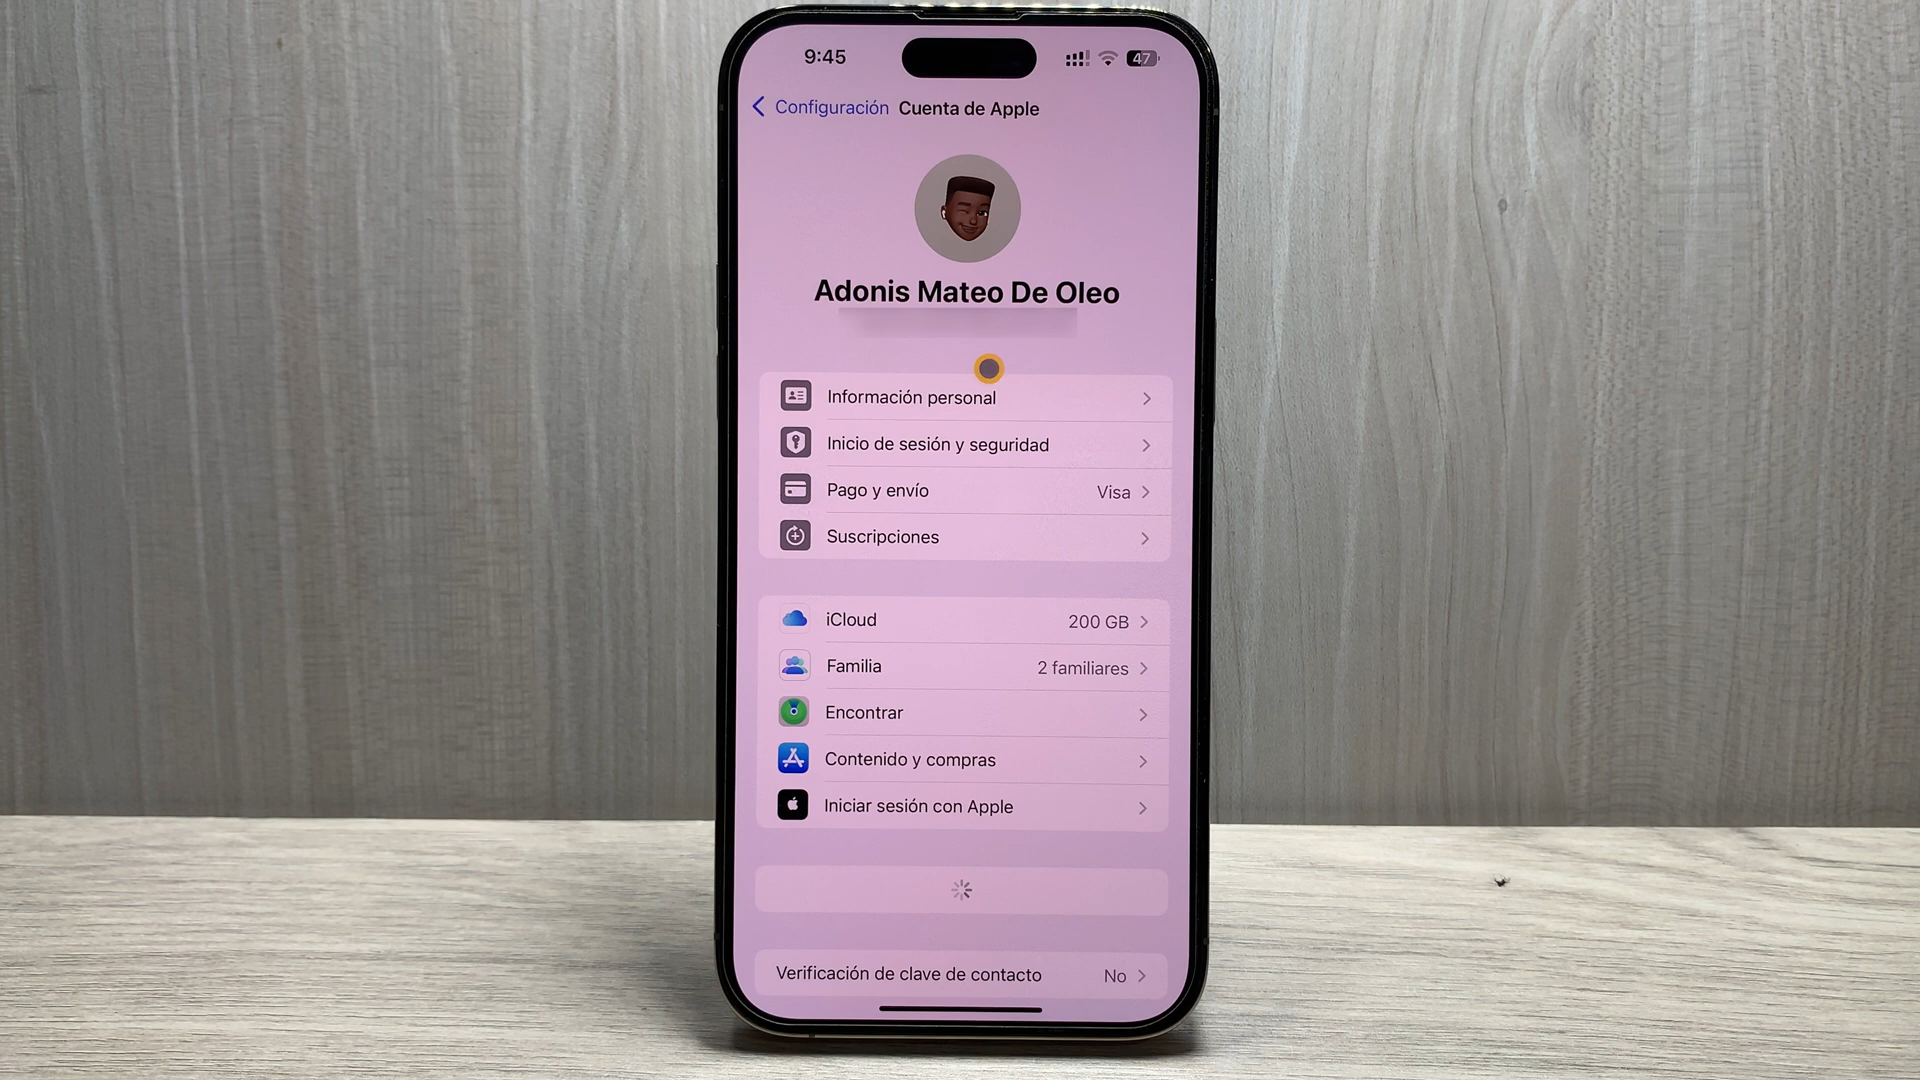 9:45
47
Configuración Cuenta de Apple
Adonis Mateo De Oleo
Información personal
Inicio de sesión y seguridad
Pago y envío Visa
Suscripciones
iCloud 200 GB
Familia 2 familiares
Encontrar
Contenido y compras
Iniciar sesión con Apple
Verificación de clave de contacto No